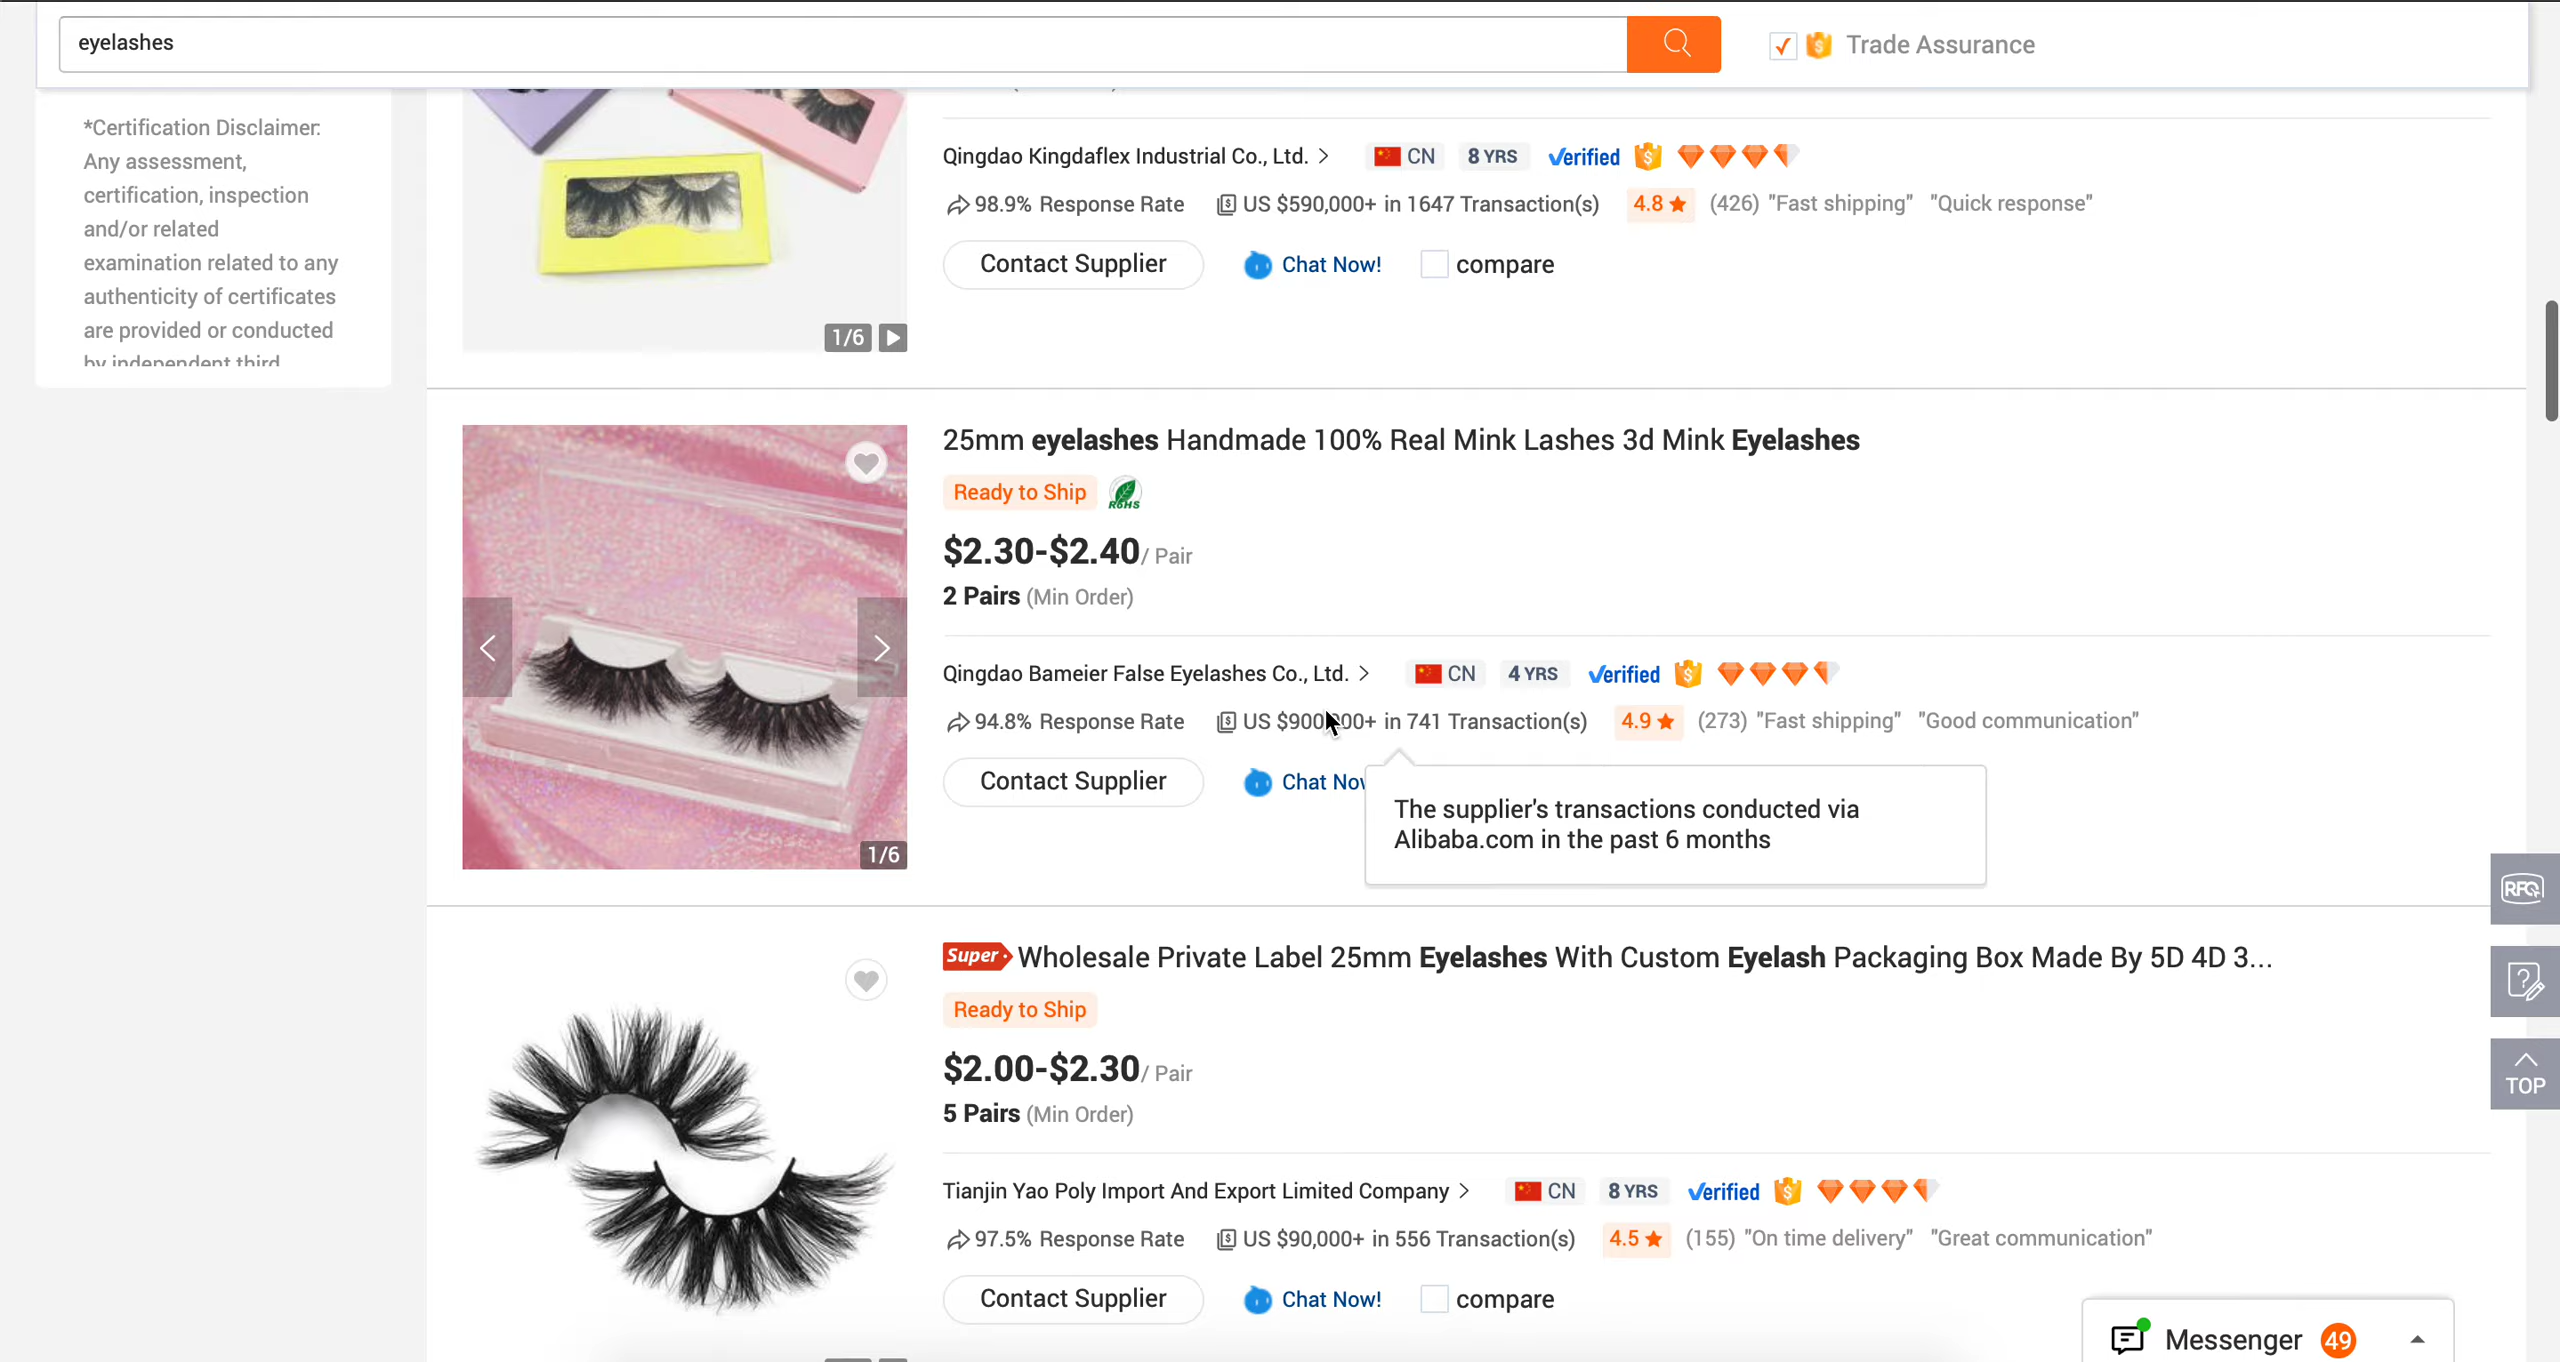 eyelashes
Trade Assurance
*Certification Disclaimer:
Any assessment,
certification, inspection
and/or related
examination related to any
authenticity of certificates
are provided or conducted
by independent third
Qingdao Kingdaflex Industrial Co., Ltd. >
CN
8 YRS
Verified
98.9% Response Rate
US $590,000+ in 1647 Transaction(s)
4.8
(426) "Fast shipping" "Quick response"
Contact Supplier
Chat Now!
compare
1/6
25mm eyelashes Handmade 100% Real Mink Lashes 3d Mink Eyelashes
Ready to Ship
RoHS
$2.30-$2.40/ Pair
2 Pairs (Min Order)
Qingdao Bameier False Eyelashes Co., Ltd. >
CN
4 YRS
Verified
94.8% Response Rate
US $900 00+ in 741 Transaction(s)
4.9
(273) "Fast shipping" "Good communication"
Contact Supplier
Chat
The supplier's transactions conducted via
Alibaba.com in the past 6 months
1/6
RFQ
Super
Wholesale Private Label 25mm Eyelashes With Custom Eyelash Packaging Box Made By 5D 4D 3...
Ready to Ship
$2.00-$2.30/ Pair
5 Pairs (Min Order)
TOP
Tianjin Yao Poly Import And Export Limited Company >
CN
8 YRS
Verified
97.5% Response Rate
US $90,000+ in 556 Transaction(s)
4.5
(155) "On time delivery" "Great communication"
Contact Supplier
Chat Now!
compare
Messenger 49